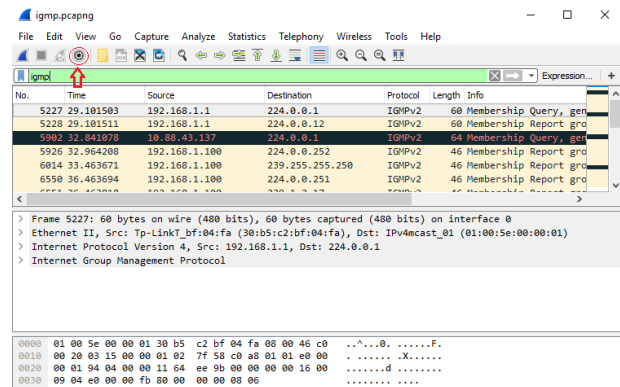 igmp.pcapng
File Edit View Go Capture Analyze Statistics Telephony Wireless Tools Help
igmp Expression... +
No. Time Source Destination Protocol Length Info
5227 29.101503 192.168.1.1 224.0.0.1 IGMPv2 60 Membership Query, gen
5228 29.101511 192.168.1.1 224.0.0.12 IGMPv2 60 Membership Report gro
5902 32.841078 10.88.43.137 224.0.0.1 IGMPv2 64 Membership Query, gen
5926 32.964208 192.168.1.100 224.0.0.252 IGMPv2 46 Membership Report gro
6014 33.463671 192.168.1.100 239.255.255.250 IGMPv2 46 Membership Report gro
6550 36.463694 192.168.1.100 224.0.0.251 IGMPv2 46 Membership Report gro
> Frame 5227: 60 bytes on wire (480 bits), 60 bytes captured (480 bits) on interface 0
> Ethernet II, Src: Tp-LinkT_bf:04:fa (30:b5:c2:bf:04:fa), Dst: IPv4mcast_01 (01:00:5e:00:00:01)
> Internet Protocol Version 4, Src: 192.168.1.1, Dst: 224.0.0.1
> Internet Group Management Protocol
0000 01 00 5e 00 00 01 30 b5 c2 bf 04 fa 08 00 46 c0 ..^...0. ......F.
0010 00 20 03 15 00 00 01 02 7f 58 c0 a8 01 01 e0 00 . ...... .X......
0020 00 01 94 04 00 00 11 64 ee 9b 00 00 00 00 16 00 .......d ........
0030 09 04 e0 00 00 fb 80 00 00 00 08 06 ........ ....